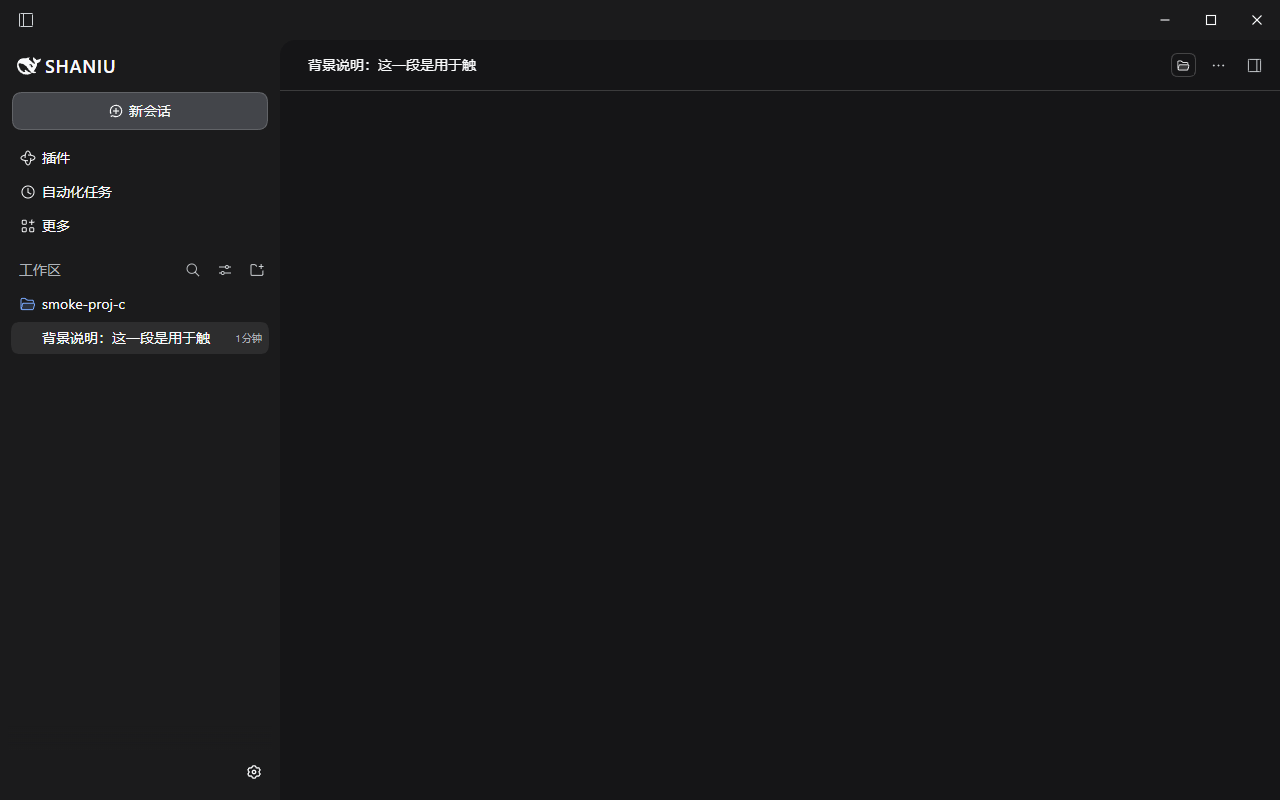 SHANIU
新会话
插件
自动化任务
更多
工作区
smoke-proj-c
背景说明：这一段是用于触 1分钟
背景说明：这一段是用于触